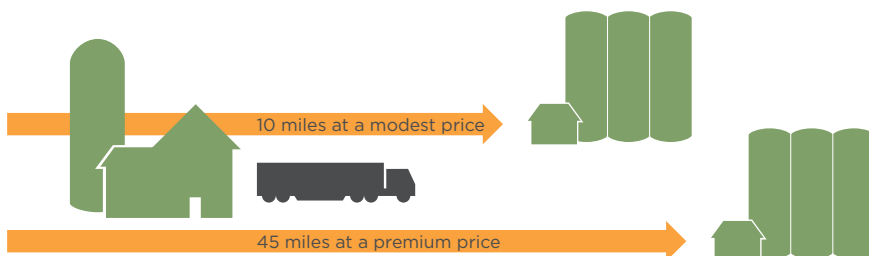 10 miles at a modest price
45 miles at a premium price